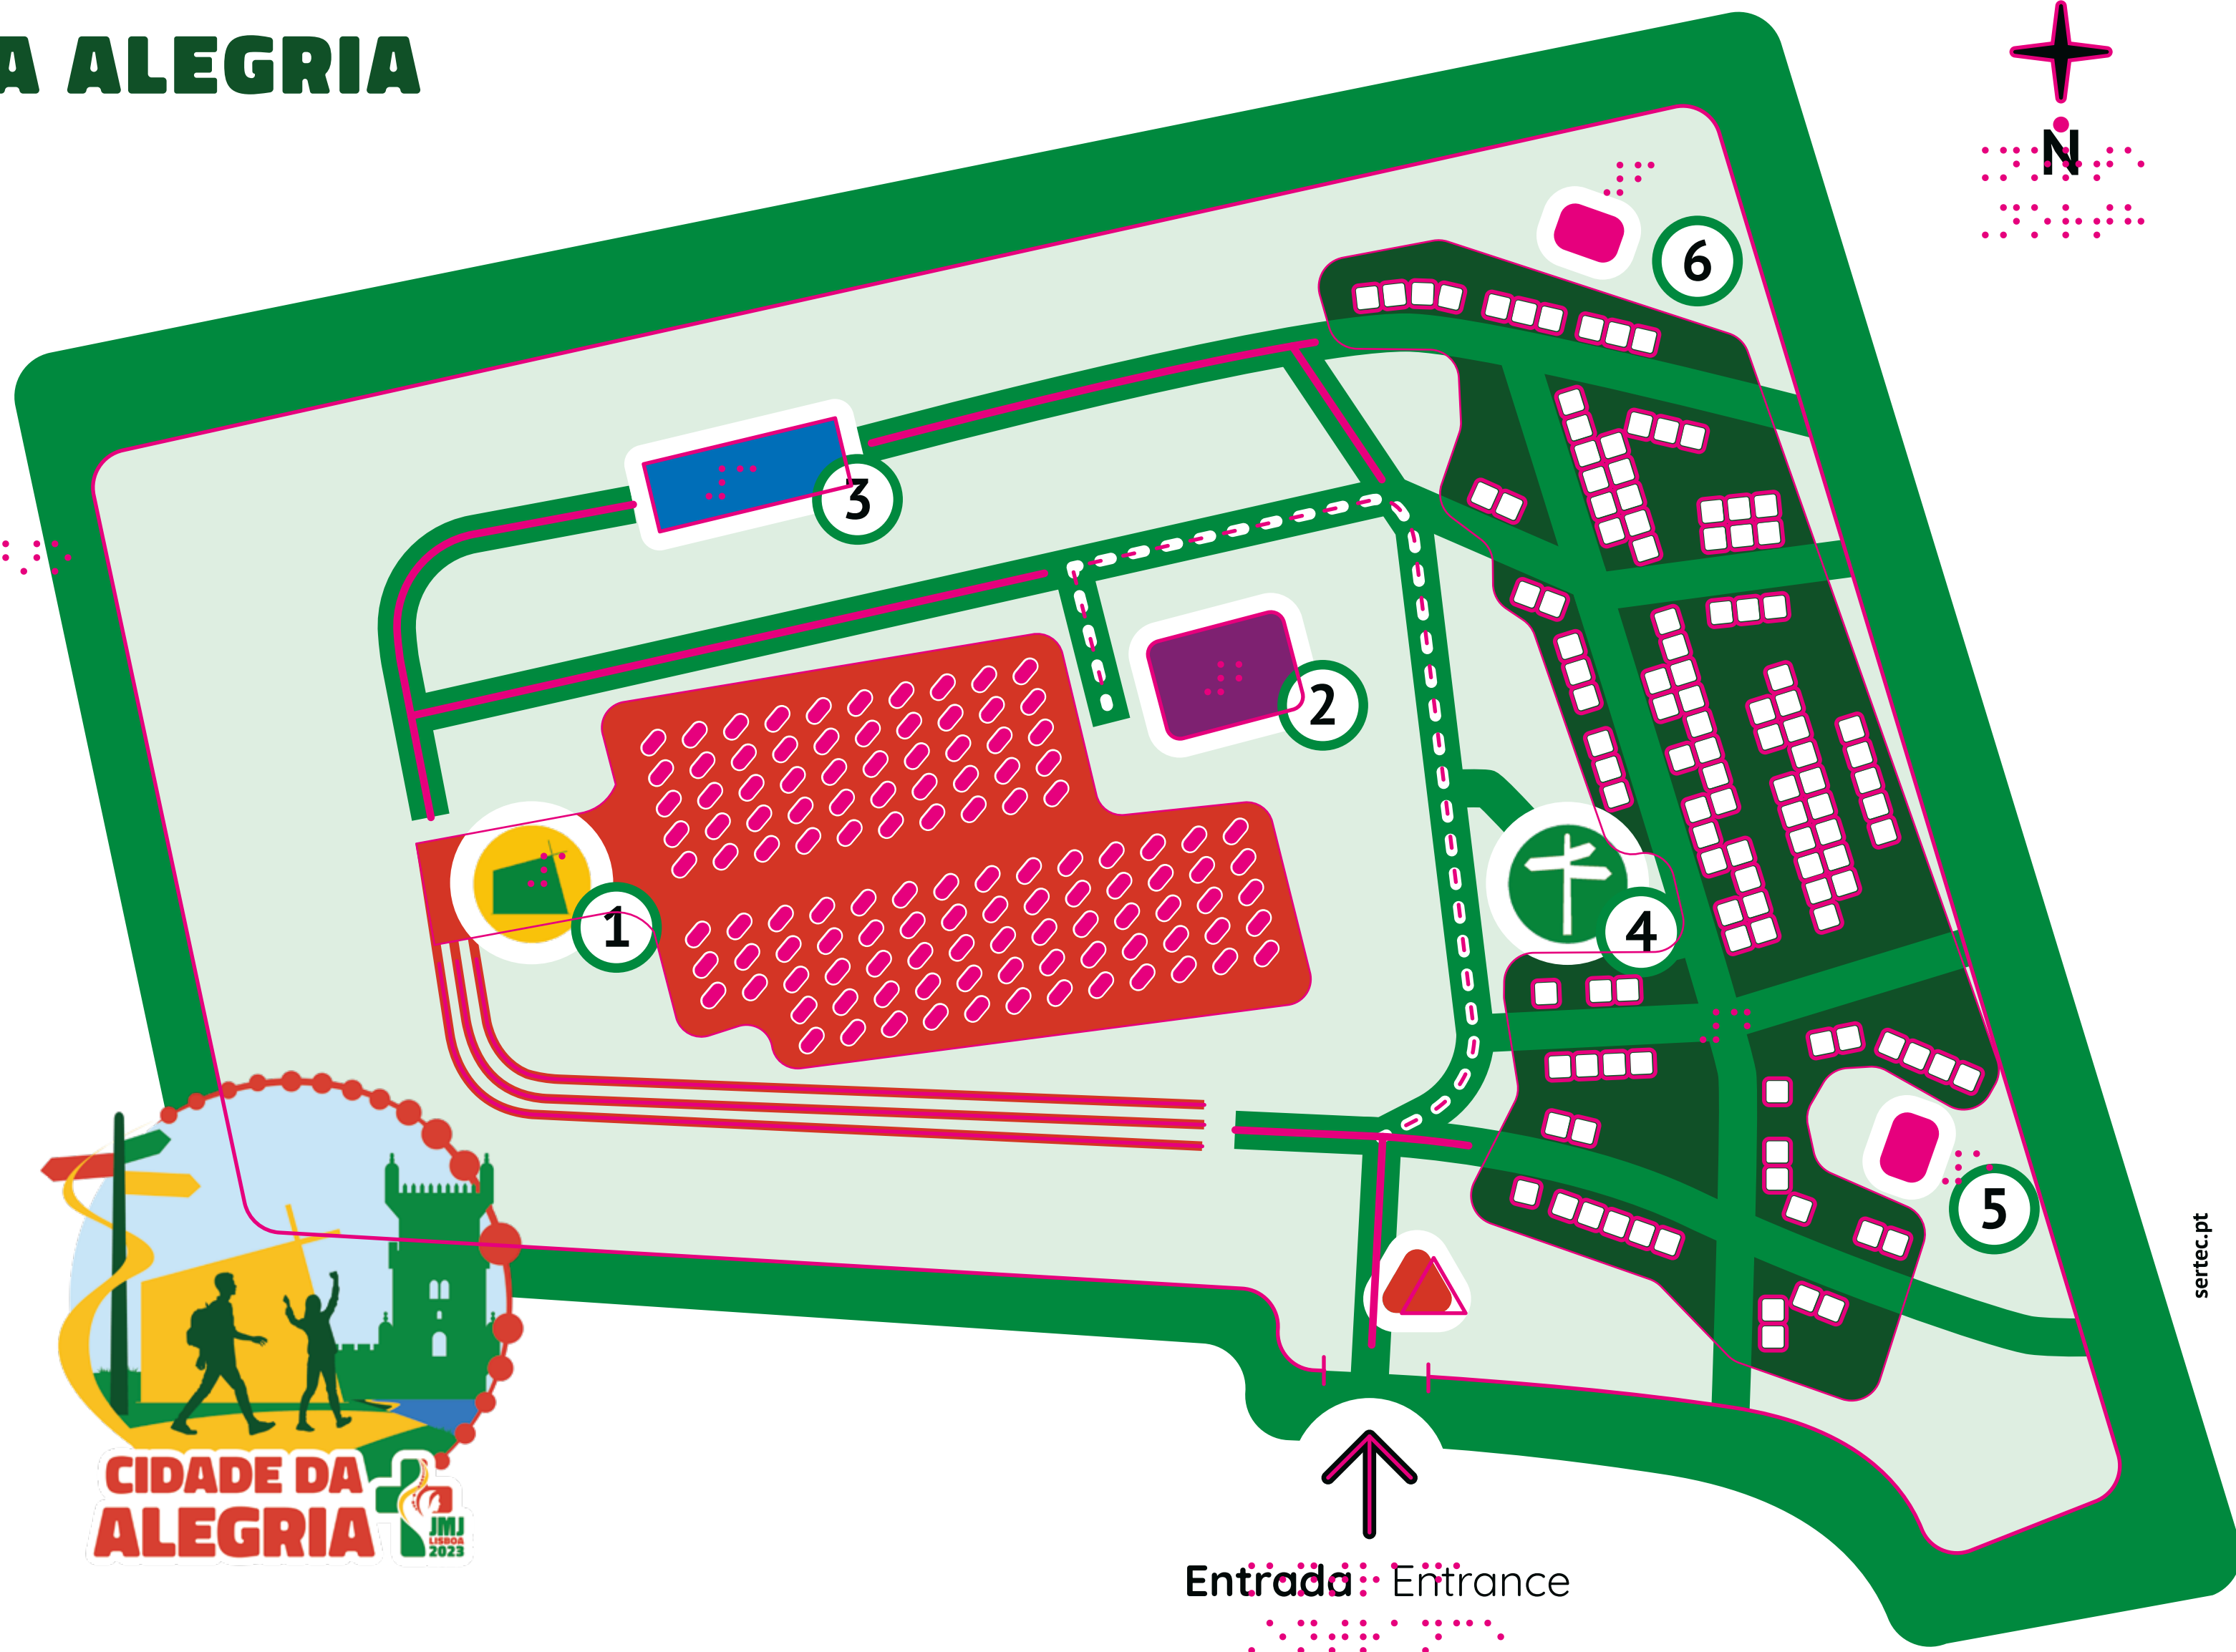 A ALEGRIA
N
6
3
2
1
4
5
sertec.pt
CIDADE DA
ALEGRIA
JMJ
LISBOA
2023
Entrada Entrance